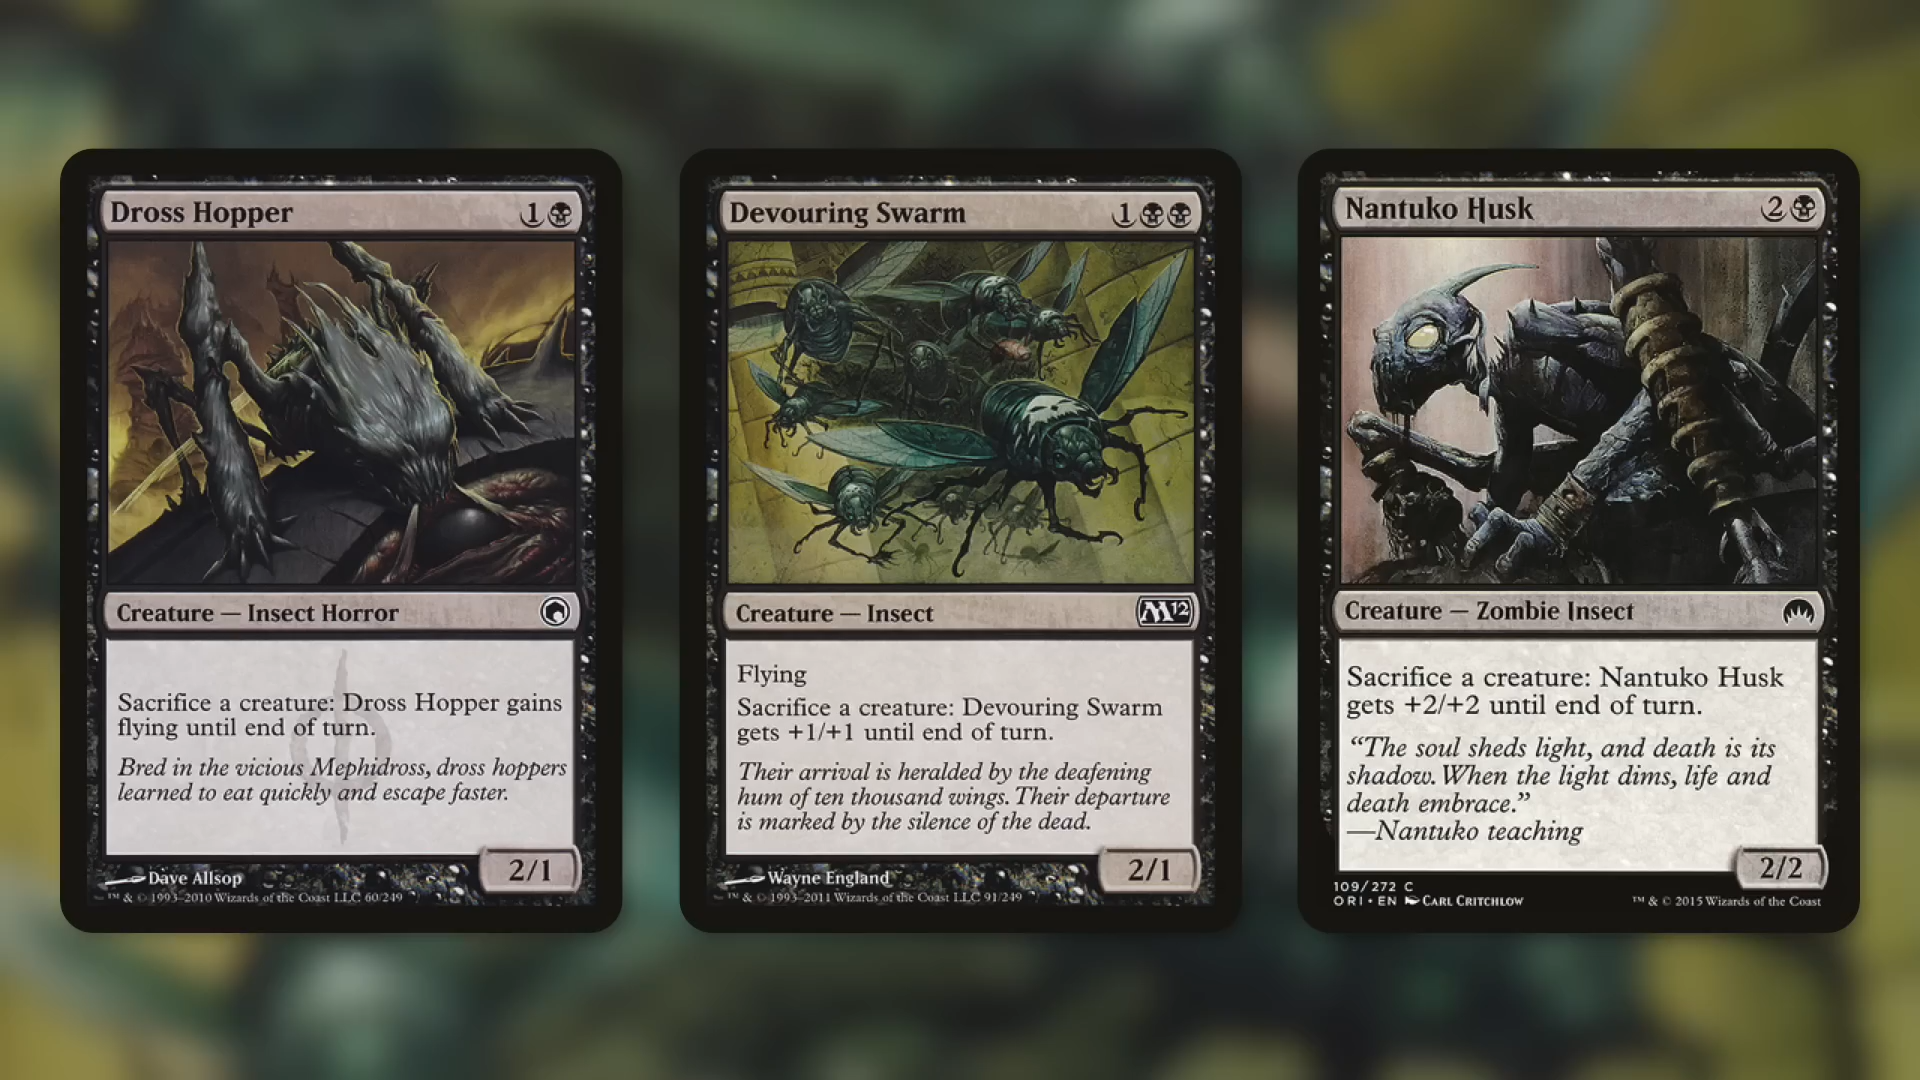 Dross Hopper
1
Creature — Insect Horror
Sacrifice a creature: Dross Hopper gains
flying until end of turn.
Bred in the vicious Mephidross, dross hoppers
learned to eat quickly and escape faster.
2/1
Dave Allsop
™ & © 1993-2010 Wizards of the Coast LLC 60/249
Devouring Swarm
1
Creature — Insect
M12
Flying
Sacrifice a creature: Devouring Swarm
gets +1/+1 until end of turn.
Their arrival is heralded by the deafening
hum of ten thousand wings. Their departure
is marked by the silence of the dead.
2/1
Wayne England
™ & © 1993-2011 Wizards of the Coast LLC 91/249
Nantuko Husk
2
Creature — Zombie Insect
Sacrifice a creature: Nantuko Husk
gets +2/+2 until end of turn.
“The soul sheds light, and death is its
shadow. When the light dims, life and
death embrace.”
—Nantuko teaching
2/2
109/272 C
ORI • EN CARL CRITCHLOW
™ & © 2015 Wizards of the Coast